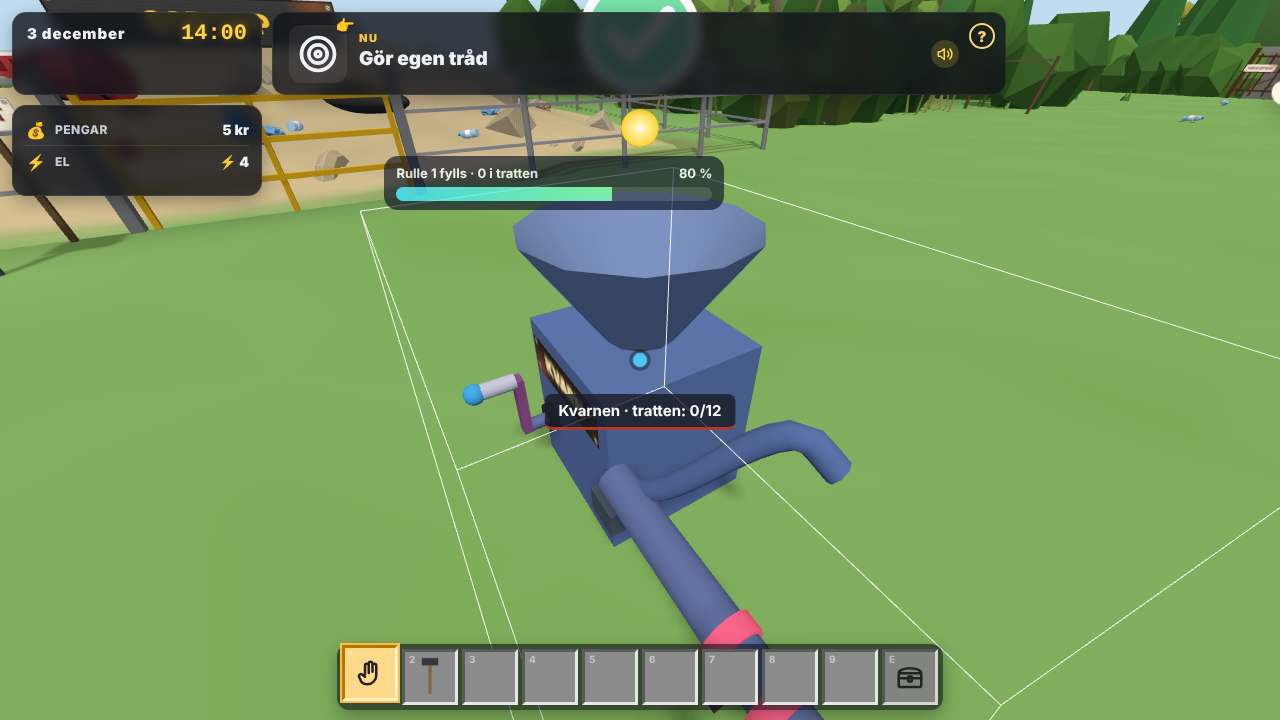 3 december
14:00
NU
Gör egen tråd
?
PENGAR
5 kr
EL
4
Rulle 1 fylls · 0 i tratten
80 %
Kvarnen · tratten: 0/12
2
3
4
5
6
7
8
9
E